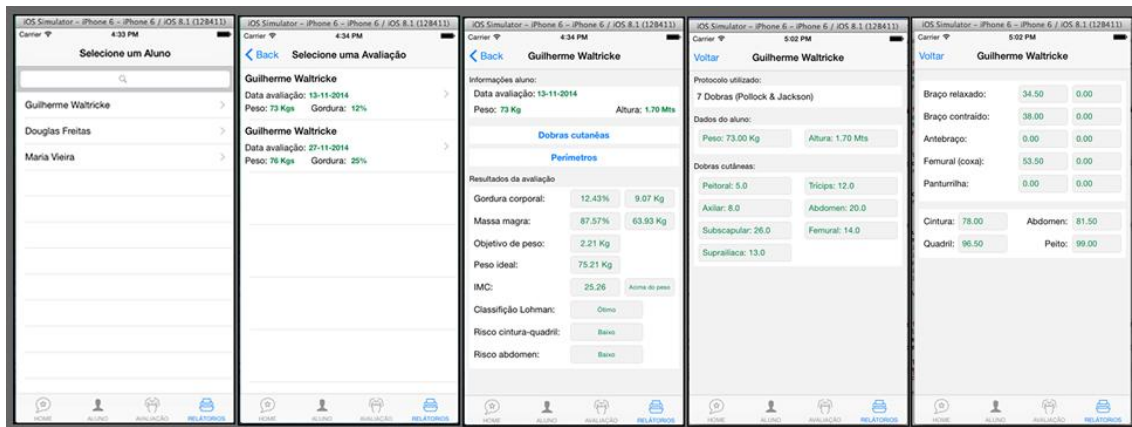 iOS Simulator – iPhone 6 – iPhone 6 / iOS 8.1 (12B411)
Carrier 4:33 PM
Selecione um Aluno
Guilherme Waltricke
Douglas Freitas
Maria Vieira
HOME ALUNO AVALIAÇÃO RELATÓRIOS
iOS Simulator – iPhone 6 – iPhone 6 / iOS 8.1 (12B411)
Carrier 4:34 PM
Back Selecione uma Avaliação
Guilherme Waltricke
Data avaliação: 13-11-2014
Peso: 73 Kgs Gordura: 12%
Guilherme Waltricke
Data avaliação: 27-11-2014
Peso: 76 Kgs Gordura: 25%
HOME ALUNO AVALIAÇÃO RELATÓRIOS
iOS Simulator – iPhone 6 – iPhone 6 / iOS 8.1 (12B411)
Carrier 4:34 PM
Back Guilherme Waltricke
Informações aluno:
Data avaliação: 13-11-2014
Peso: 73 Kg Altura: 1.70 Mts
Dobras cutanêas
Perímetros
Resultados da avaliação
Gordura corporal: 12.43% 9.07 Kg
Massa magra: 87.57% 63.93 Kg
Objetivo de peso: 2.21 Kg
Peso ideal: 75.21 Kg
IMC: 25.26 Acima do peso
Classifição Lohman: Ótimo
Risco cintura-quadril: Baixo
Risco abdomen: Baixo
HOME ALUNO AVALIAÇÃO RELATÓRIOS
iOS Simulator – iPhone 6 – iPhone 6 / iOS 8.1 (12B411)
Carrier 5:02 PM
Voltar Guilherme Waltricke
Protocolo utilizado:
7 Dobras (Pollock & Jackson)
Dados do aluno:
Peso: 73.00 Kg Altura: 1.70 Mts
Dobras cutâneas:
Peitoral: 5.0 Tríceps: 12.0
Axilar: 8.0 Abdomen: 20.0
Subscapular: 26.0 Femural: 14.0
Suprailiaca: 13.0
HOME ALUNO AVALIAÇÃO RELATÓRIOS
iOS Simulator – iPhone 6 – iPhone 6 / iOS 8.1 (12B411)
Carrier 5:02 PM
Voltar Guilherme Waltricke
Braço relaxado: 34.50 0.00
Braço contraído: 38.00 0.00
Antebraço: 0.00 0.00
Femural (coxa): 53.50 0.00
Panturrilha: 0.00 0.00
Cintura: 78.00 Abdomen: 81.50
Quadril: 96.50 Peito: 99.00
HOME ALUNO AVALIAÇÃO RELATÓRIOS